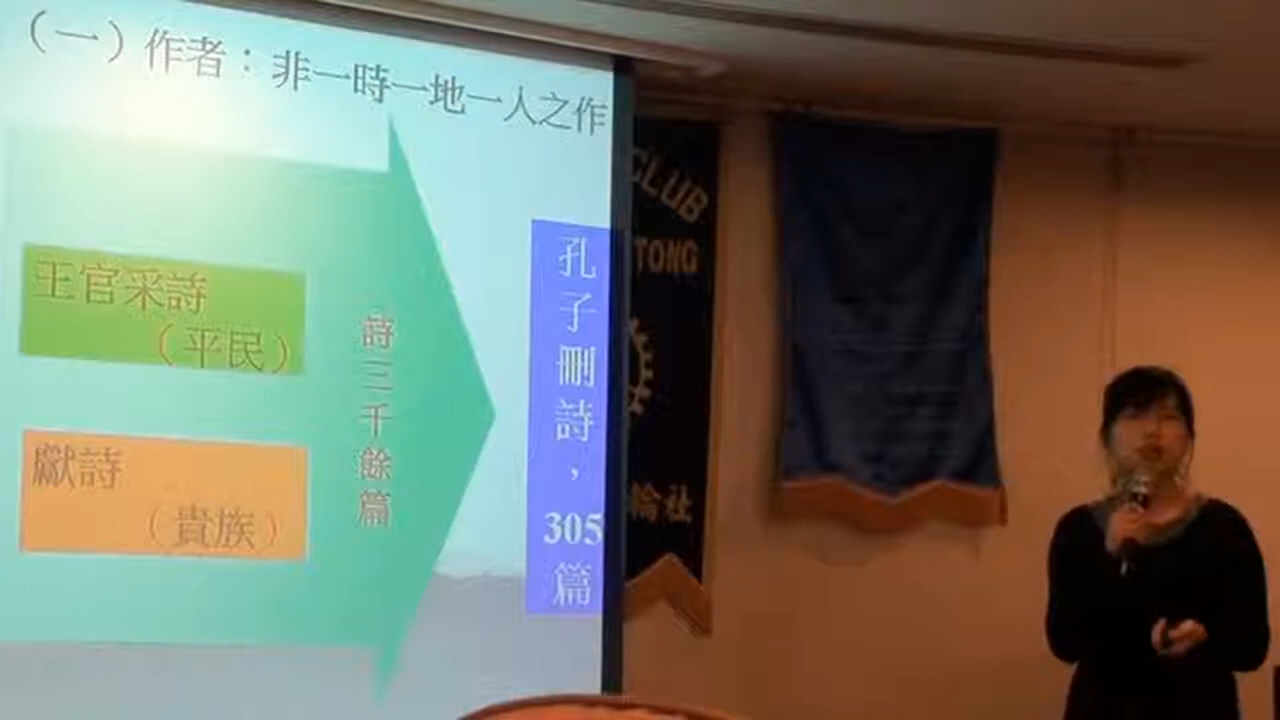 （一）作者：非一時一地一人之作
王官采詩
（平民）
獻詩
（貴族）
詩三千餘篇
孔子刪詩，305篇
CLUB
TONG
輪社